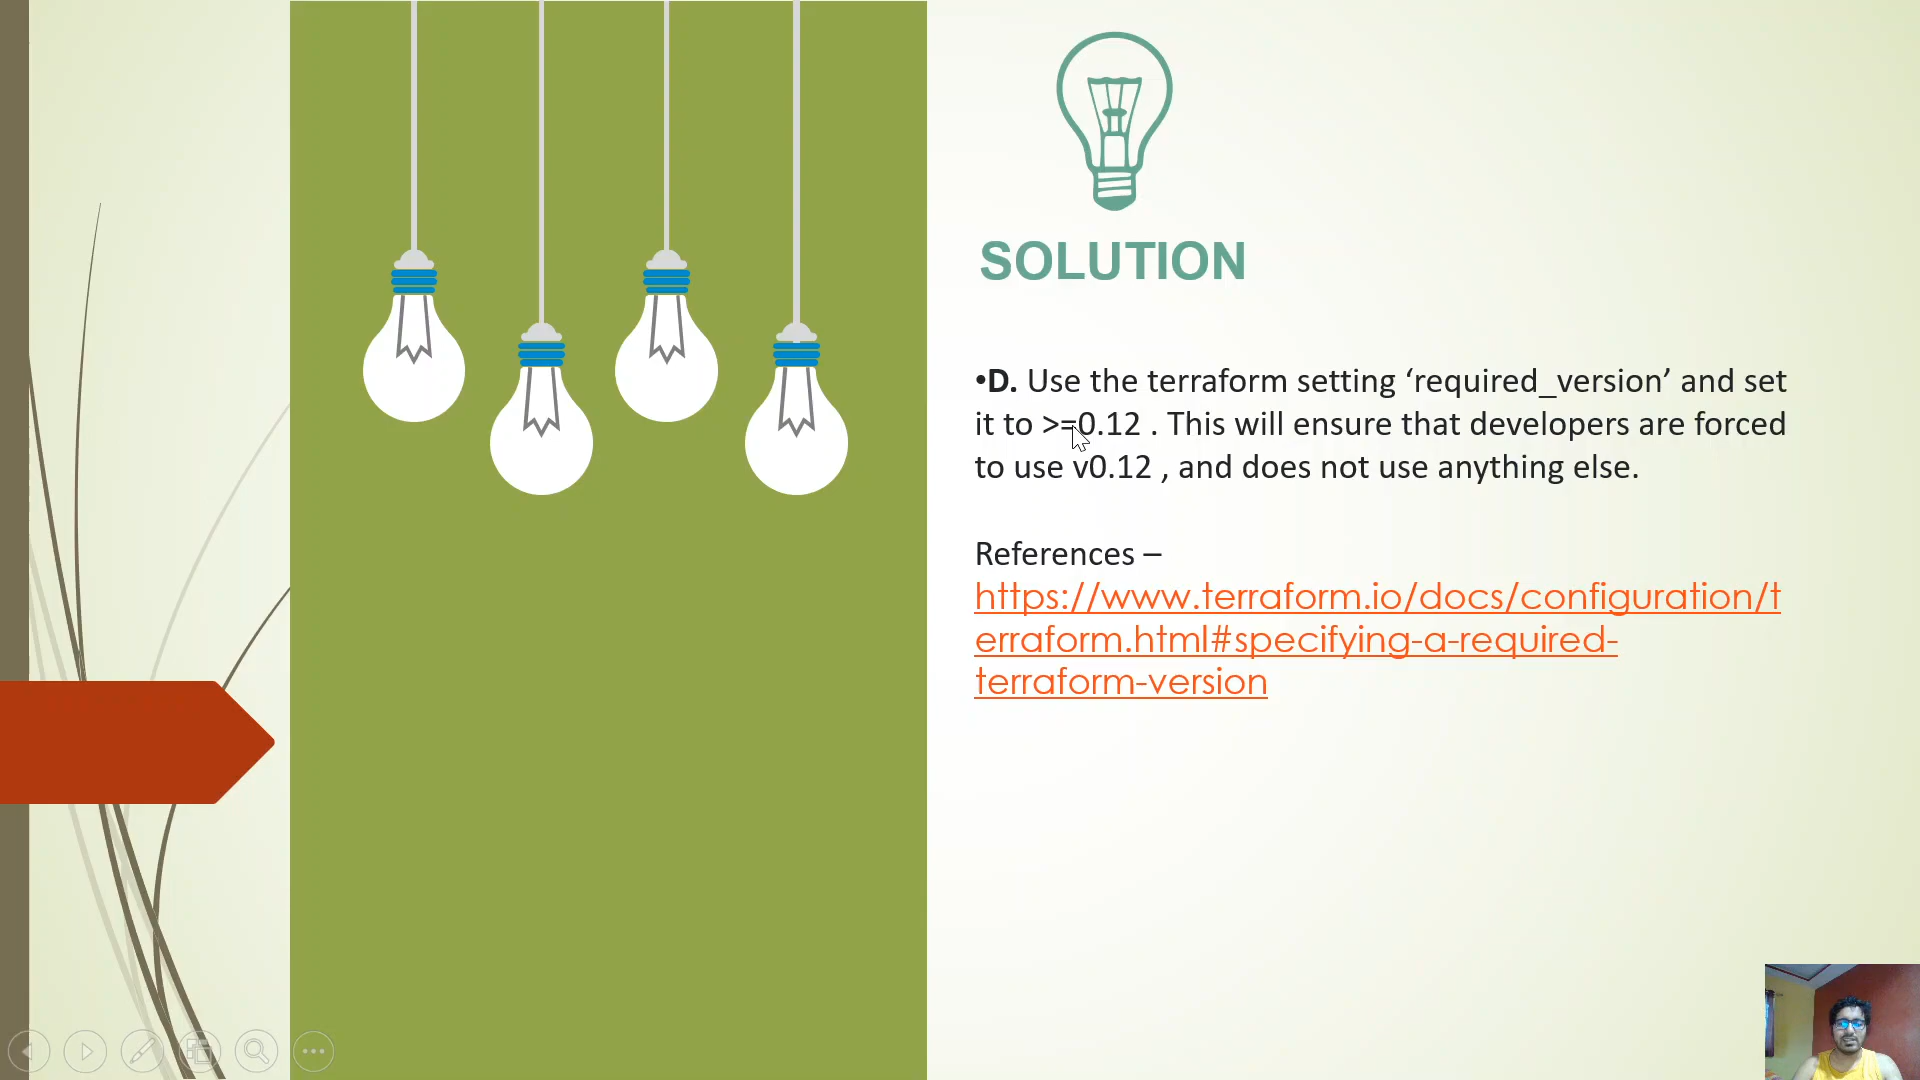 SOLUTION
•D. Use the terraform setting ‘required_version’ and set
it to >=0.12 . This will ensure that developers are forced
to use v0.12 , and does not use anything else.
References –
https://www.terraform.io/docs/configuration/t
erraform.html#specifying-a-required-
terraform-version